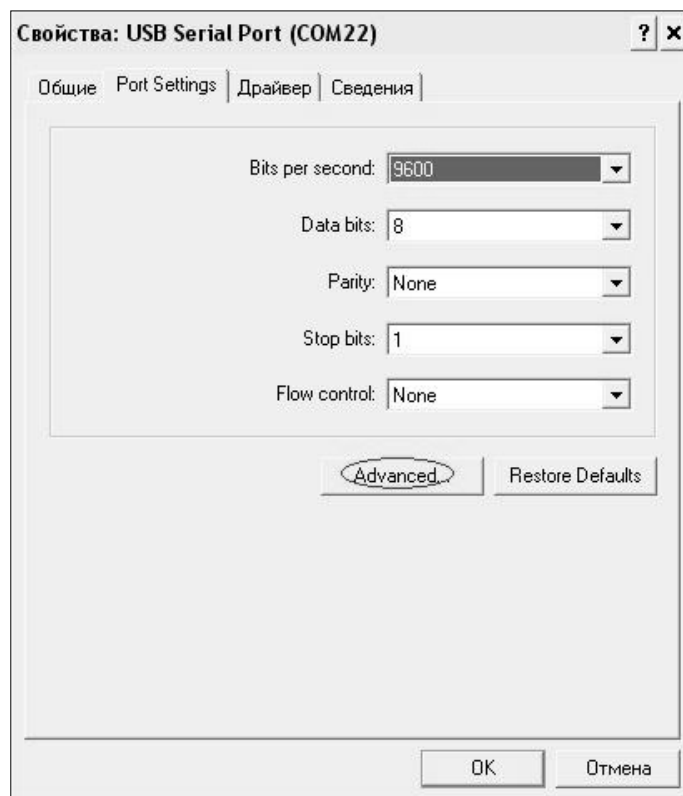 Свойства: USB Serial Port (COM22)
? ×
Общие Port Settings Драйвер Сведения
Bits per second: 9600
Data bits: 8
Parity: None
Stop bits: 1
Flow control: None
Advanced... Restore Defaults
OK Отмена